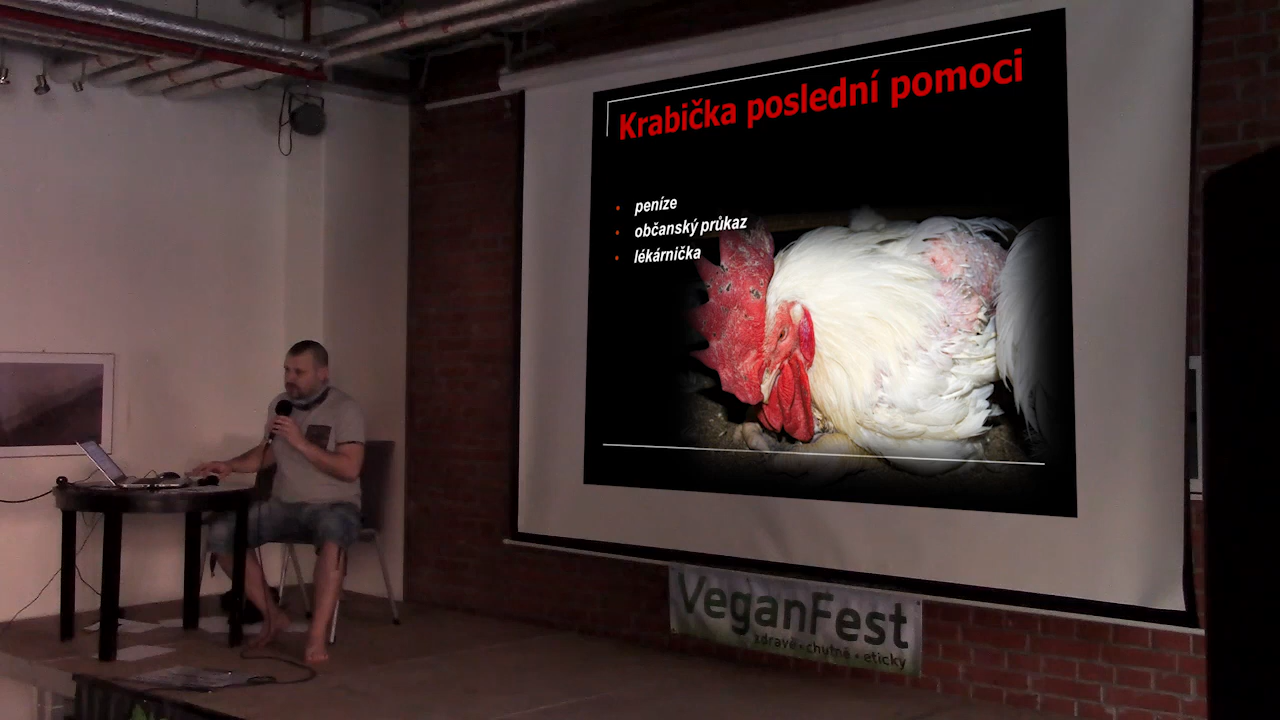 Krabička poslední pomoci
peníze
občanský průkaz
lékárnička
VeganFest
zdravě • chutně • eticky